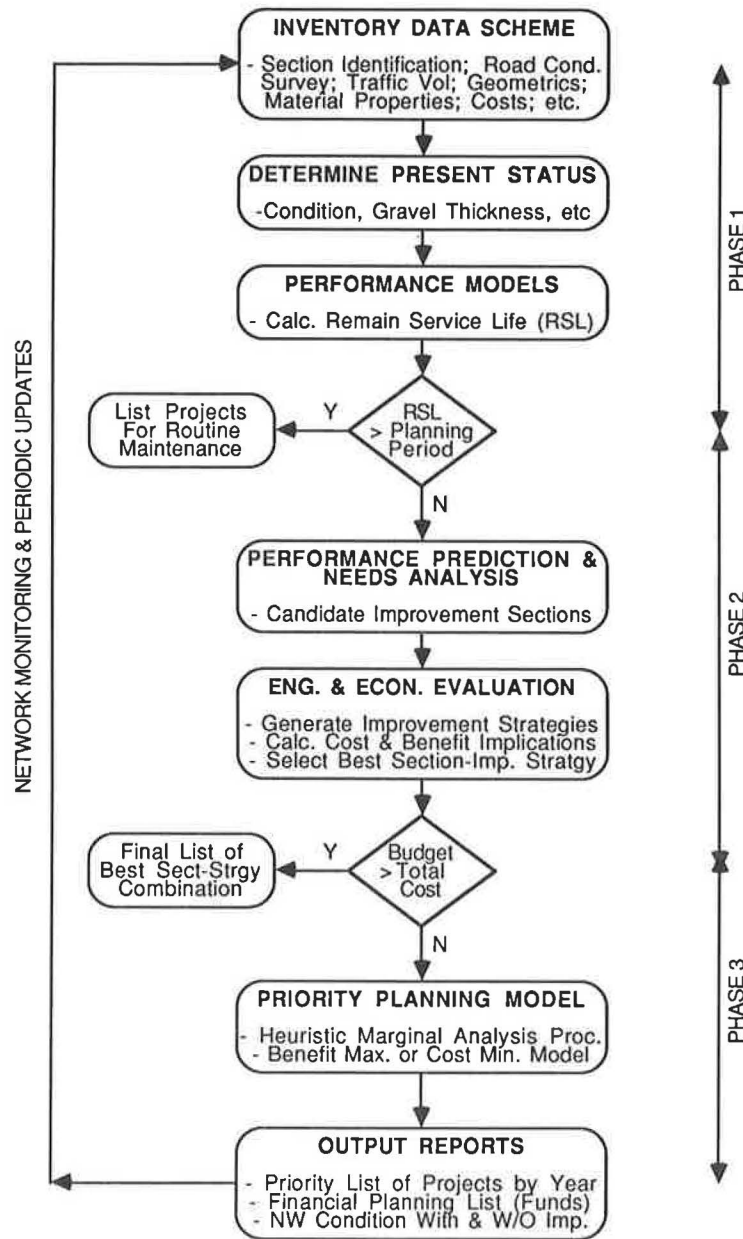 INVENTORY DATA SCHEME
- Section Identification; Road Cond.
Survey; Traffic Vol; Geometrics;
Material Properties; Costs; etc.
DETERMINE PRESENT STATUS
-Condition, Gravel Thickness, etc
PERFORMANCE MODELS
- Calc. Remain Service Life (RSL)
RSL
> Planning
Period
Y
List Projects
For Routine
Maintenance
N
PERFORMANCE PREDICTION &
NEEDS ANALYSIS
- Candidate Improvement Sections
ENG. & ECON. EVALUATION
- Generate Improvement Strategies
- Calc. Cost & Benefit Implications
- Select Best Section-Imp. Stratgy
Budget
> Total
Cost
Y
Final List of
Best Sect-Strgy
Combination
N
PRIORITY PLANNING MODEL
- Heuristic Marginal Analysis Proc.
- Benefit Max. or Cost Min. Model
OUTPUT REPORTS
- Priority List of Projects by Year
- Financial Planning List (Funds)
- NW Condition With & W/O Imp.
NETWORK MONITORING & PERIODIC UPDATES
PHASE 1
PHASE 2
PHASE 3